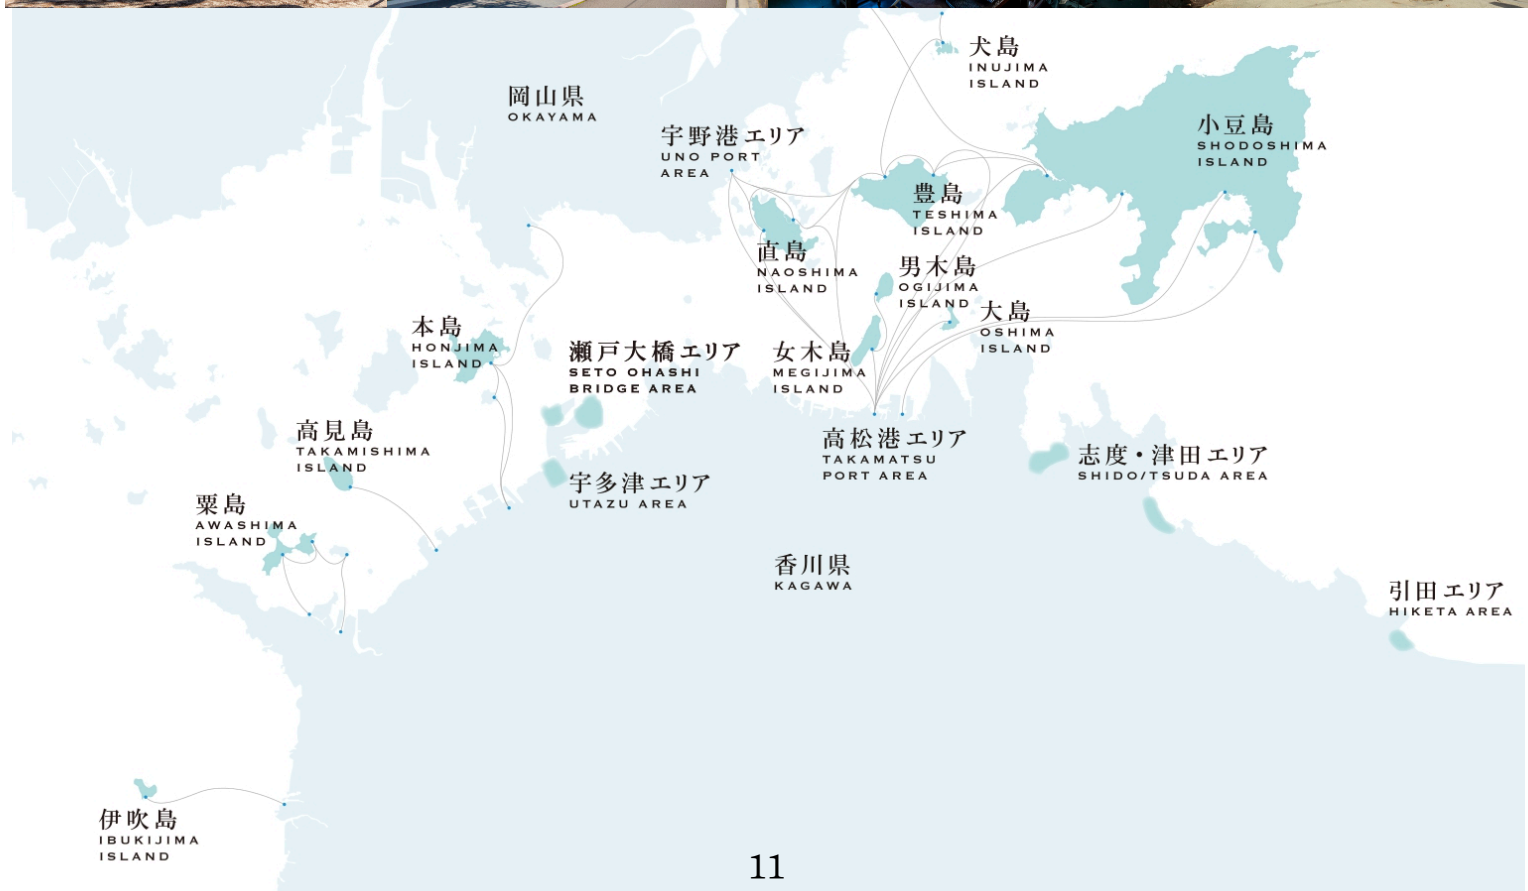 犬島
INUJIMA
ISLAND
岡山県
OKAYAMA
小豆島
SHODOSHIMA
ISLAND
宇野港エリア
UNO PORT
AREA
豊島
TESHIMA
ISLAND
直島
NAOSHIMA
ISLAND
男木島
OGIJIMA
ISLAND
大島
OSHIMA
ISLAND
本島
HONJIMA
ISLAND
瀬戸大橋エリア
SETO OHASHI
BRIDGE AREA
女木島
MEGIJIMA
ISLAND
高見島
TAKAMISHIMA
ISLAND
高松港エリア
TAKAMATSU
PORT AREA
志度・津田エリア
SHIDO/TSUDA AREA
宇多津エリア
UTAZU AREA
粟島
AWASHIMA
ISLAND
香川県
KAGAWA
引田エリア
HIKETA AREA
伊吹島
IBUKIJIMA
ISLAND
11